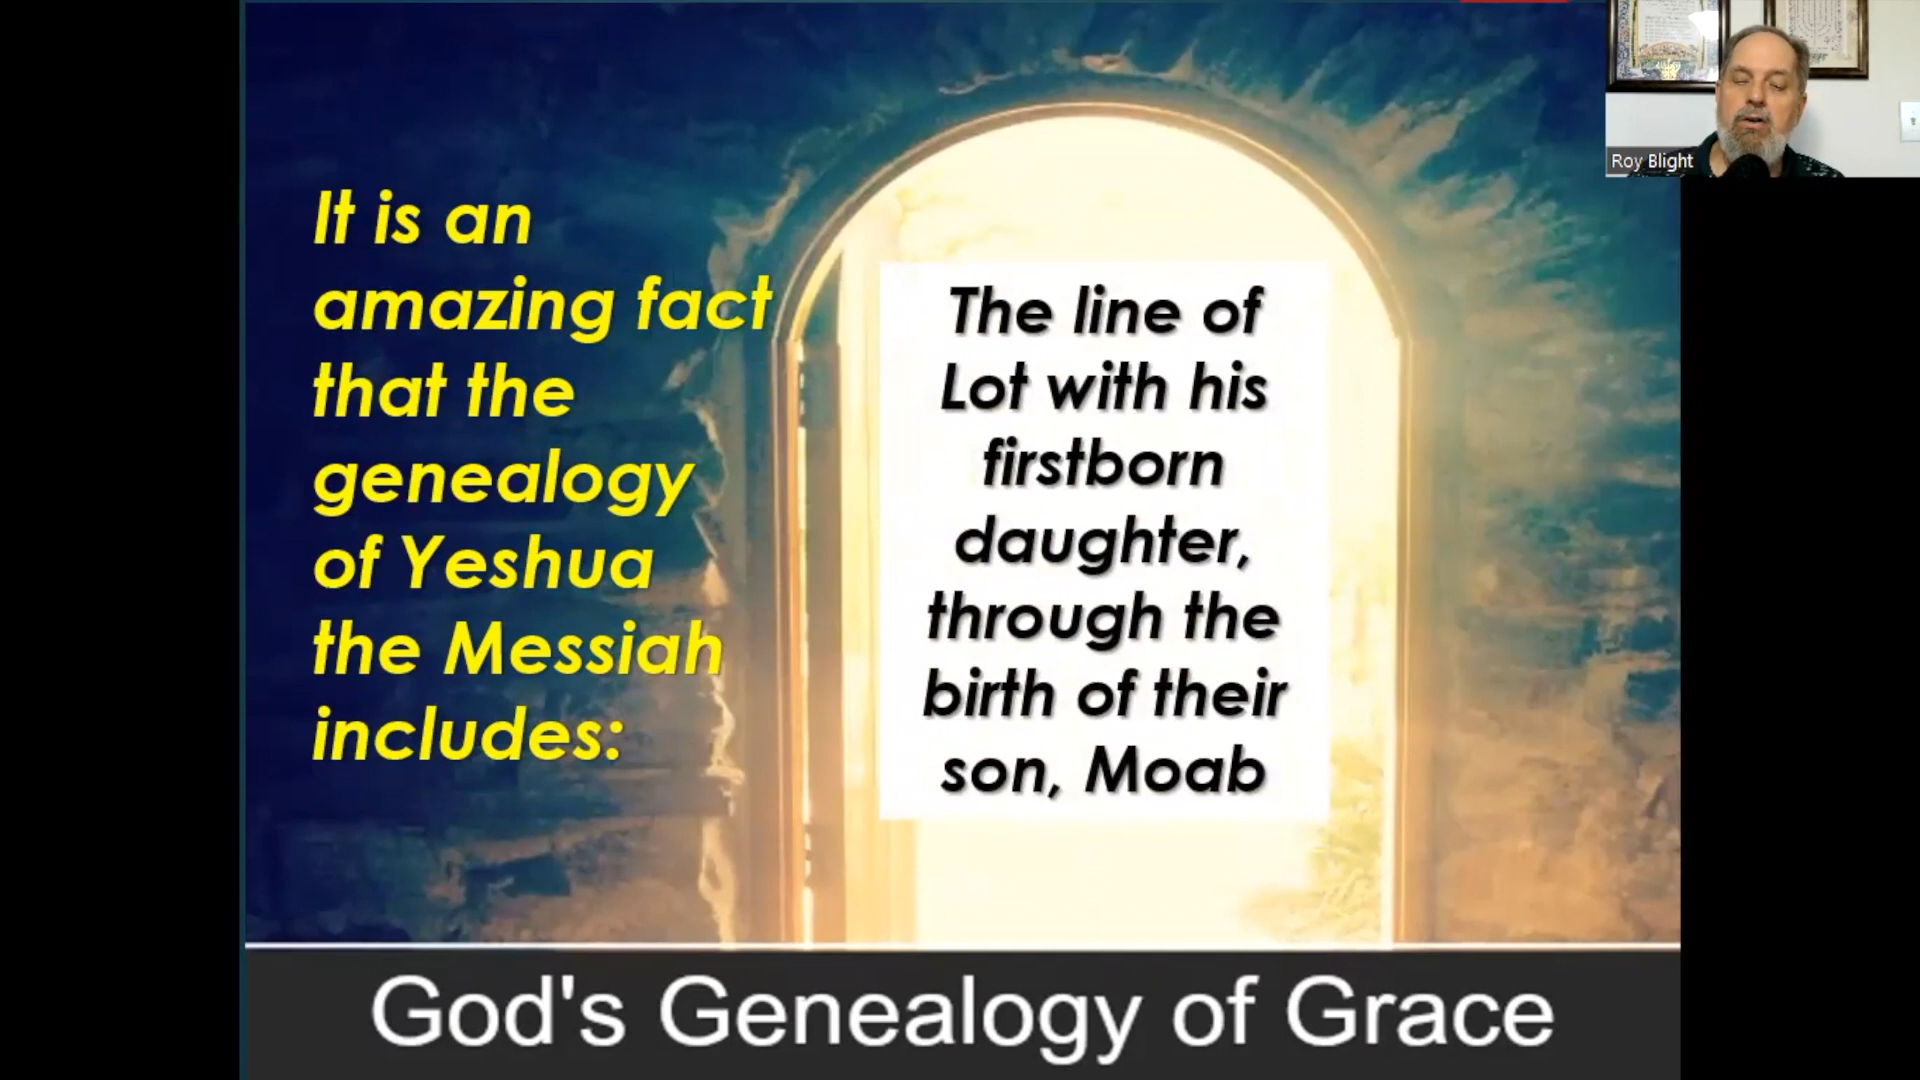 It is an
amazing fact
that the
genealogy
of Yeshua
the Messiah
includes:
The line of
Lot with his
firstborn
daughter,
through the
birth of their
son, Moab
God's Genealogy of Grace
Roy Blight